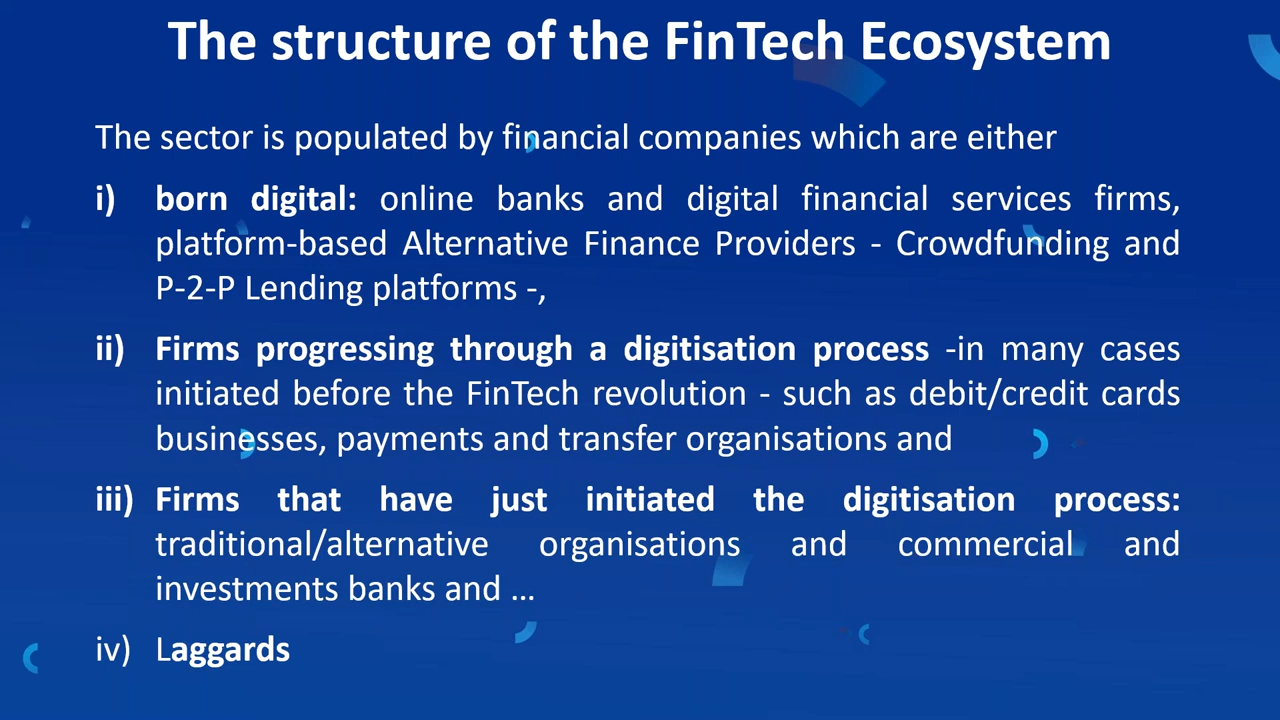 The structure of the FinTech Ecosystem
The sector is populated by financial companies which are either
i) born digital: online banks and digital financial services firms,
platform-based Alternative Finance Providers - Crowdfunding and
P-2-P Lending platforms -,
ii) Firms progressing through a digitisation process -in many cases
initiated before the FinTech revolution - such as debit/credit cards
businesses, payments and transfer organisations and
iii) Firms that have just initiated the digitisation process:
traditional/alternative organisations and commercial and
investments banks and ...
iv) Laggards